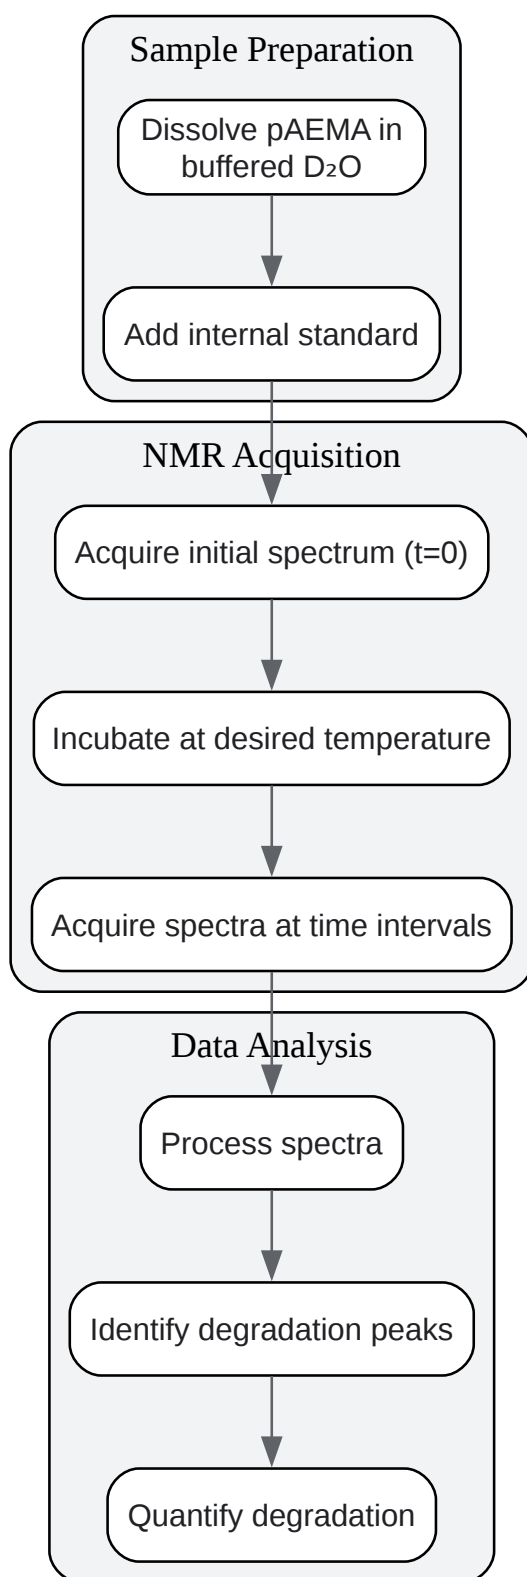 Sample Preparation
Dissolve pAEMA in
buffered D₂O
Add internal standard
NMR Acquisition
Acquire initial spectrum (t=0)
Incubate at desired temperature
Acquire spectra at time intervals
Data Analysis
Process spectra
Identify degradation peaks
Quantify degradation